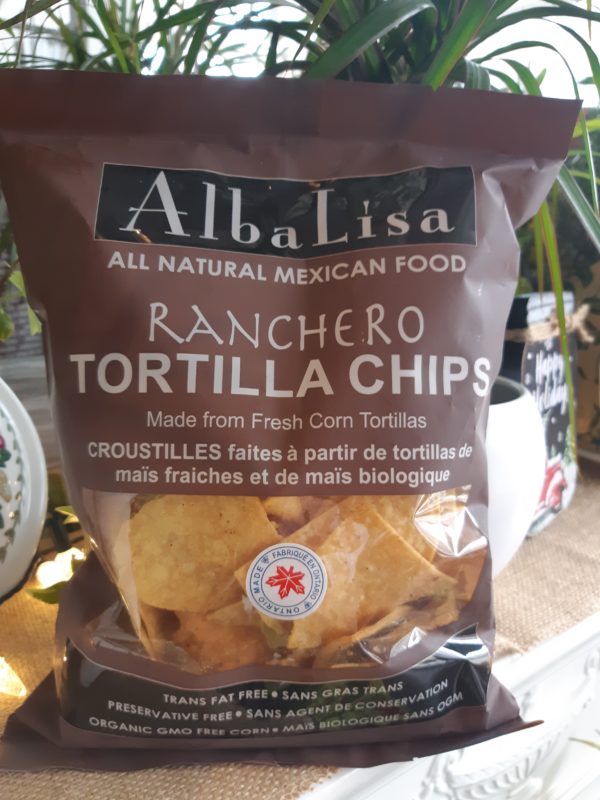 AlbaLisa
ALL NATURAL MEXICAN FOOD
RANCHERO
TORTILLA CHIPS
Made from Fresh Corn Tortillas
CROUSTILLES faites à partir de tortillas de
maïs fraiches et de maïs biologique
FABRIQUÉ EN ONTARIO
ONTARIO MADE
TRANS FAT FREE • SANS GRAS TRANS
PRESERVATIVE FREE • SANS AGENT DE CONSERVATION
ORGANIC GMO FREE CORN • MAÏS BIOLOGIQUE SANS OGM
Happy